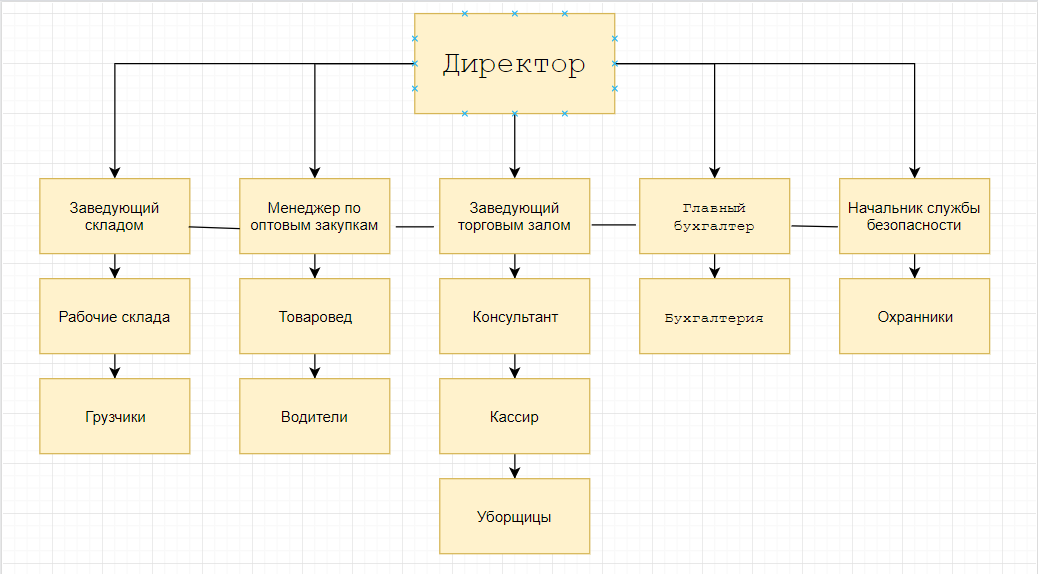 Директор
Заведующий
складом
Менеджер по
оптовым закупкам
Заведующий
торговым залом
Главный
бухгалтер
Начальник службы
безопасности
Рабочие склада
Товаровед
Консультант
Бухгалтерия
Охранники
Грузчики
Водители
Кассир
Уборщицы